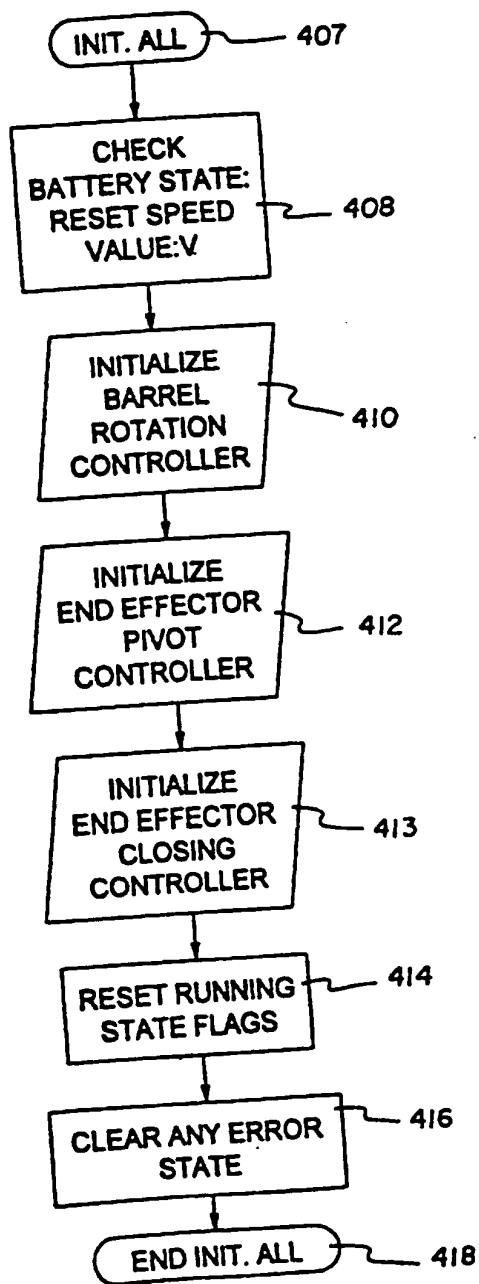 INIT. ALL
407
CHECK
BATTERY STATE:
RESET SPEED
VALUE:V.
408
INITIALIZE
BARREL
ROTATION
CONTROLLER
410
INITIALIZE
END EFFECTOR
PIVOT
CONTROLLER
412
INITIALIZE
END EFFECTOR
CLOSING
CONTROLLER
413
RESET RUNNING
STATE FLAGS
414
CLEAR ANY ERROR
STATE
416
END INIT. ALL
418